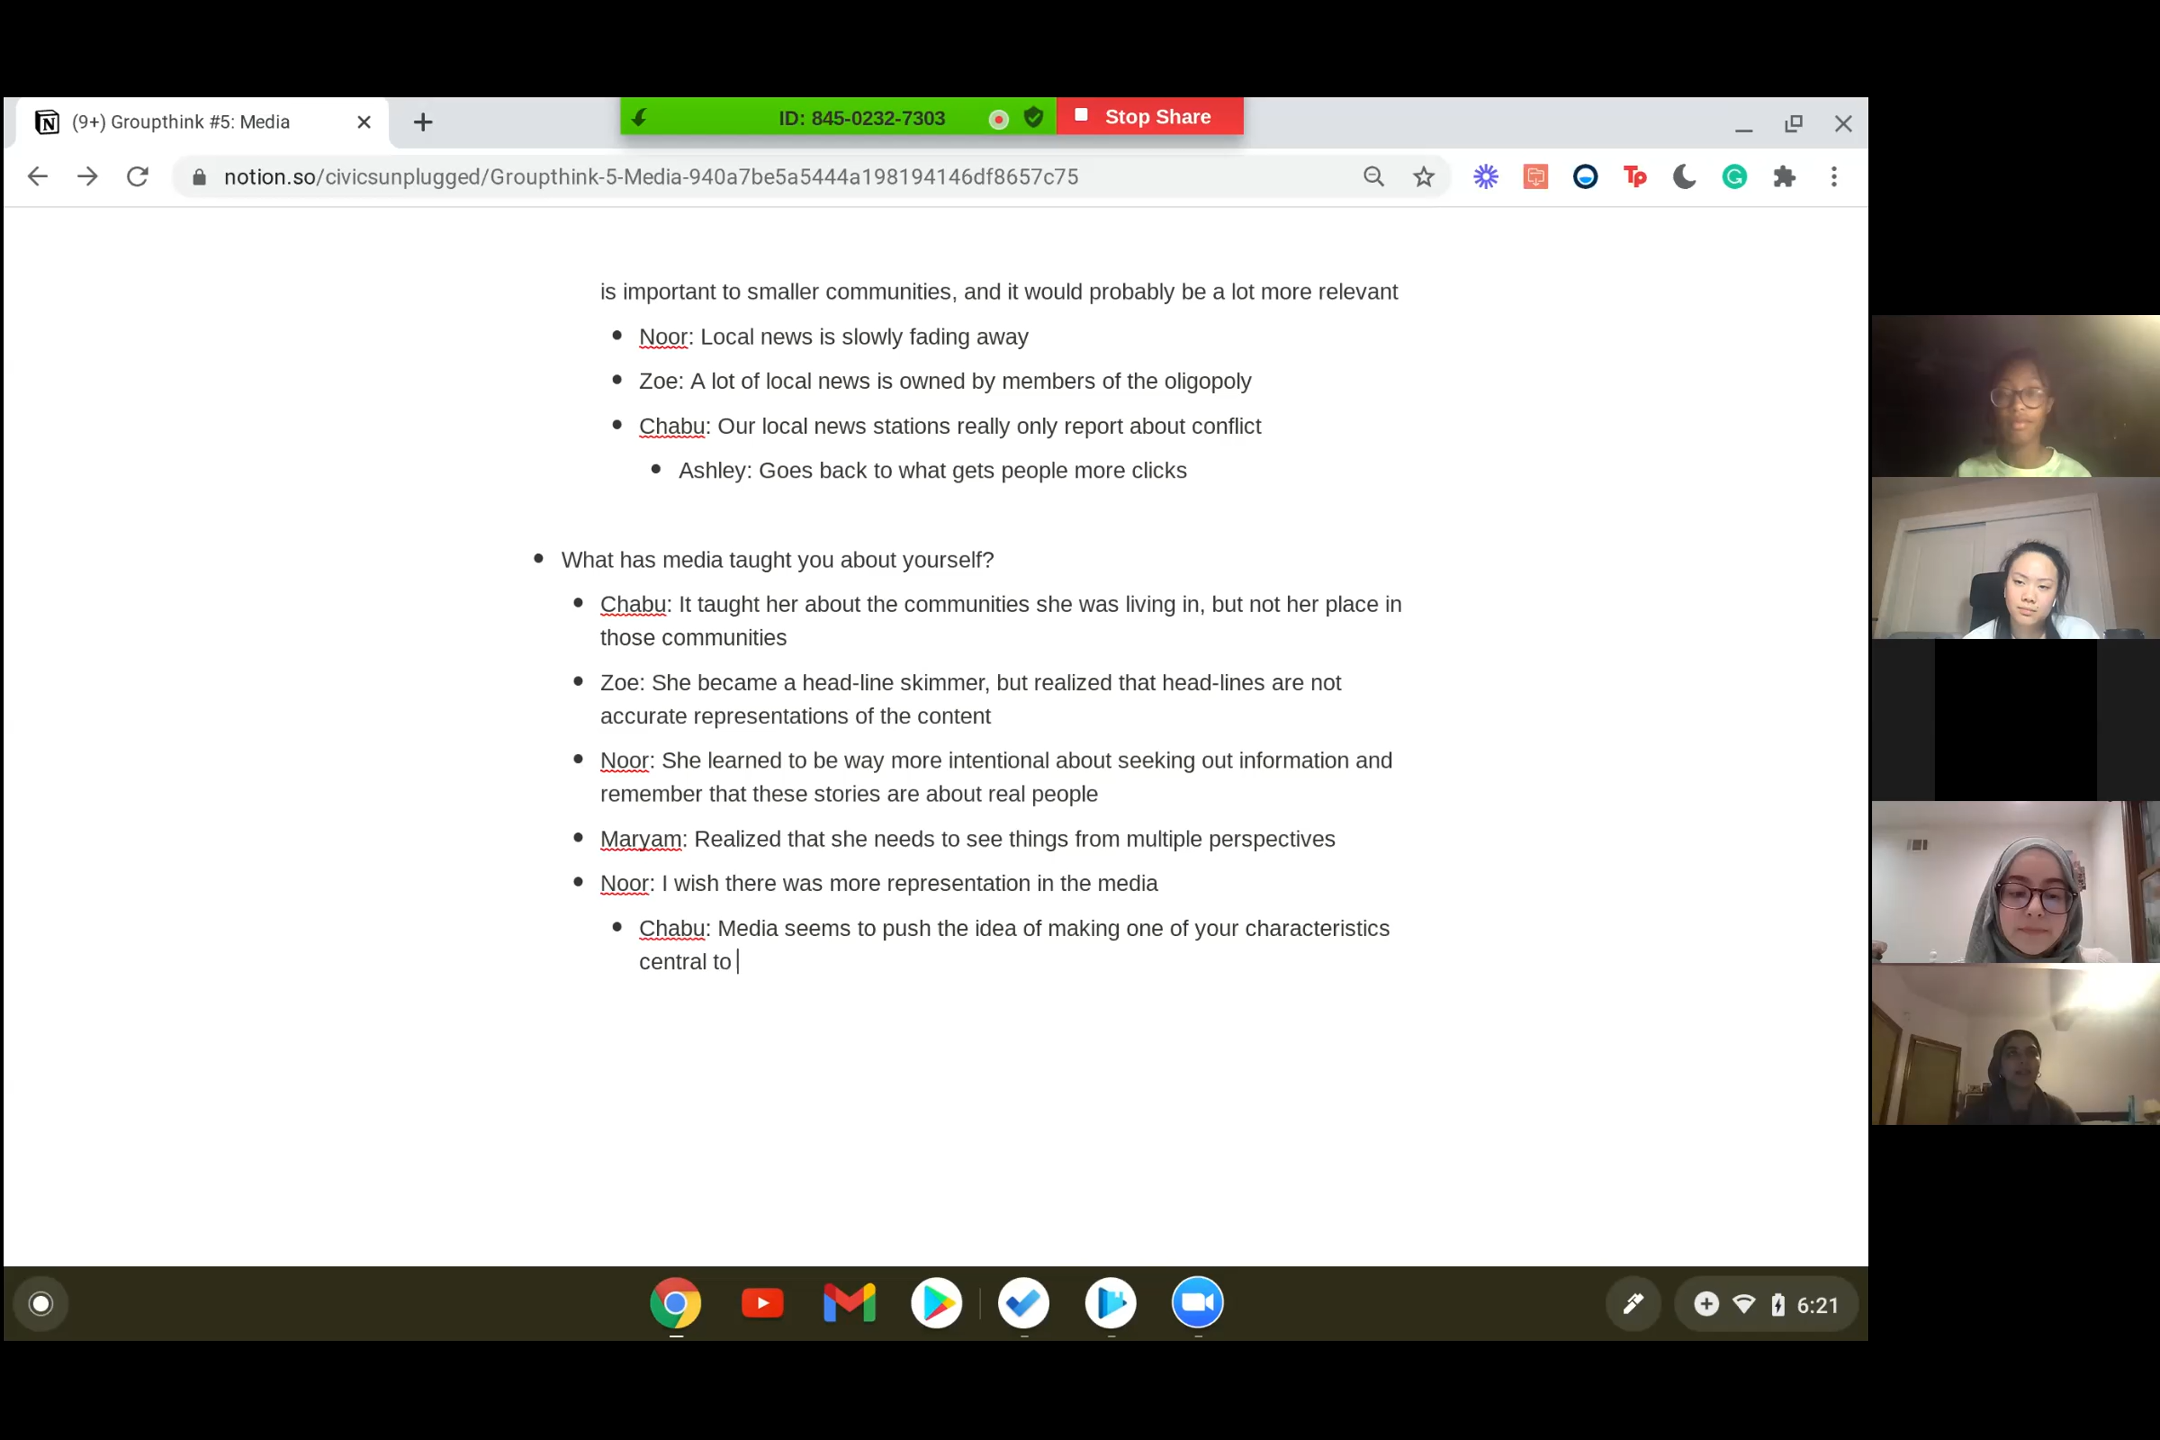 (9+) Groupthink #5: Media
ID: 845-0232-7303
Stop Share
notion.so/civicsunplugged/Groupthink-5-Media-940a7be5a5444a198194146df8657c75
Tp
is important to smaller communities, and it would probably be a lot more relevant
Noor: Local news is slowly fading away
Zoe: A lot of local news is owned by members of the oligopoly
Chabu: Our local news stations really only report about conflict
Ashley: Goes back to what gets people more clicks
What has media taught you about yourself?
Chabu: It taught her about the communities she was living in, but not her place in
those communities
Zoe: She became a head-line skimmer, but realized that head-lines are not
accurate representations of the content
Noor: She learned to be way more intentional about seeking out information and
remember that these stories are about real people
Maryam: Realized that she needs to see things from multiple perspectives
Noor: I wish there was more representation in the media
Chabu: Media seems to push the idea of making one of your characteristics
central to
6:21